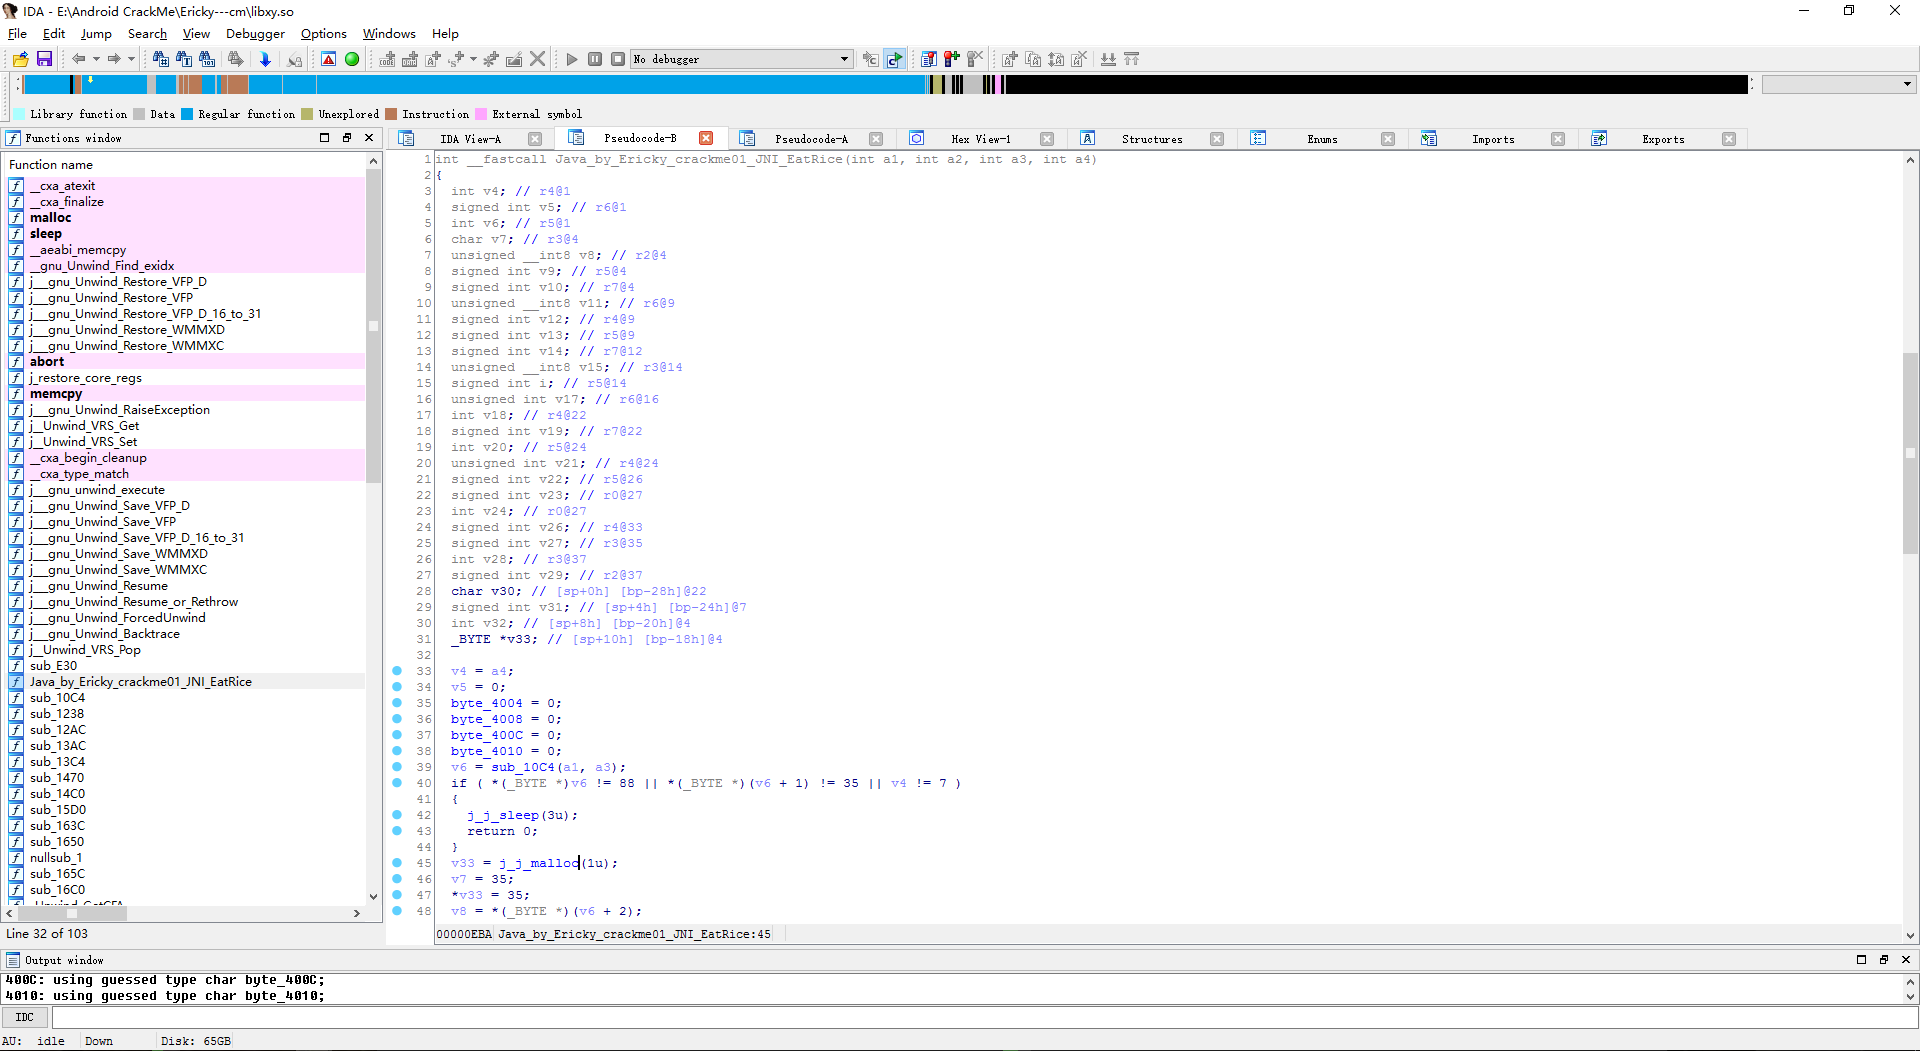 IDA - E:\Android CrackMe\Ericky---cm\libxy.so
File Edit Jump Search View Debugger Options Windows Help
No debugger
Library function Data Regular function Unexplored Instruction External symbol
Functions window
Function name
__cxa_atexit
__cxa_finalize
malloc
sleep
__aeabi_memcpy
__gnu_Unwind_Find_exidx
j___gnu_Unwind_Restore_VFP_D
j___gnu_Unwind_Restore_VFP
j___gnu_Unwind_Restore_VFP_D_16_to_31
j___gnu_Unwind_Restore_WMMXD
j___gnu_Unwind_Restore_WMMXC
abort
j_restore_core_regs
memcpy
j___gnu_Unwind_RaiseException
j__Unwind_VRS_Get
j__Unwind_VRS_Set
__cxa_begin_cleanup
__cxa_type_match
j___gnu_unwind_execute
j___gnu_Unwind_Save_VFP_D
j___gnu_Unwind_Save_VFP
j___gnu_Unwind_Save_VFP_D_16_to_31
j___gnu_Unwind_Save_WMMXD
j___gnu_Unwind_Save_WMMXC
j___gnu_Unwind_Resume
j___gnu_Unwind_Resume_or_Rethrow
j___gnu_Unwind_ForcedUnwind
j___gnu_Unwind_Backtrace
j__Unwind_VRS_Pop
sub_E30
Java_by_Ericky_crackme01_JNI_EatRice
sub_10C4
sub_1238
sub_12AC
sub_13AC
sub_13C4
sub_1470
sub_14C0
sub_15D0
sub_163C
sub_1650
nullsub_1
sub_165C
sub_16C0
_Unwind_GetCFA
Line 32 of 103
IDA View-A Pseudocode-B Pseudocode-A Hex View-1 Structures Enums Imports Exports
1 int __fastcall Java_by_Ericky_crackme01_JNI_EatRice(int a1, int a2, int a3, int a4)
2 {
3 int v4; // r4@1
4 signed int v5; // r6@1
5 int v6; // r5@1
6 char v7; // r3@4
7 unsigned __int8 v8; // r2@4
8 signed int v9; // r5@4
9 signed int v10; // r7@4
10 unsigned __int8 v11; // r6@9
11 signed int v12; // r4@9
12 signed int v13; // r5@9
13 signed int v14; // r7@12
14 unsigned __int8 v15; // r3@14
15 signed int i; // r5@14
16 unsigned int v17; // r6@16
17 int v18; // r4@22
18 signed int v19; // r7@22
19 int v20; // r5@24
20 unsigned int v21; // r4@24
21 signed int v22; // r5@26
22 signed int v23; // r0@27
23 int v24; // r0@27
24 signed int v26; // r4@33
25 signed int v27; // r3@35
26 int v28; // r3@37
27 signed int v29; // r2@37
28 char v30; // [sp+0h] [bp-28h]@22
29 signed int v31; // [sp+4h] [bp-24h]@7
30 int v32; // [sp+8h] [bp-20h]@4
31 _BYTE *v33; // [sp+10h] [bp-18h]@4
32
33 v4 = a4;
34 v5 = 0;
35 byte_4004 = 0;
36 byte_4008 = 0;
37 byte_400C = 0;
38 byte_4010 = 0;
39 v6 = sub_10C4(a1, a3);
40 if ( *(_BYTE *)v6 != 88 || *(_BYTE *)(v6 + 1) != 35 || v4 != 7 )
41 {
42 j_j_sleep(3u);
43 return 0;
44 }
45 v33 = j_j_malloc(1u);
46 v7 = 35;
47 *v33 = 35;
48 v8 = *(_BYTE *)(v6 + 2);
00000EBA Java_by_Ericky_crackme01_JNI_EatRice:45
Output window
400C: using guessed type char byte_400C;
4010: using guessed type char byte_4010;
IDC
AU: idle Down Disk: 65GB